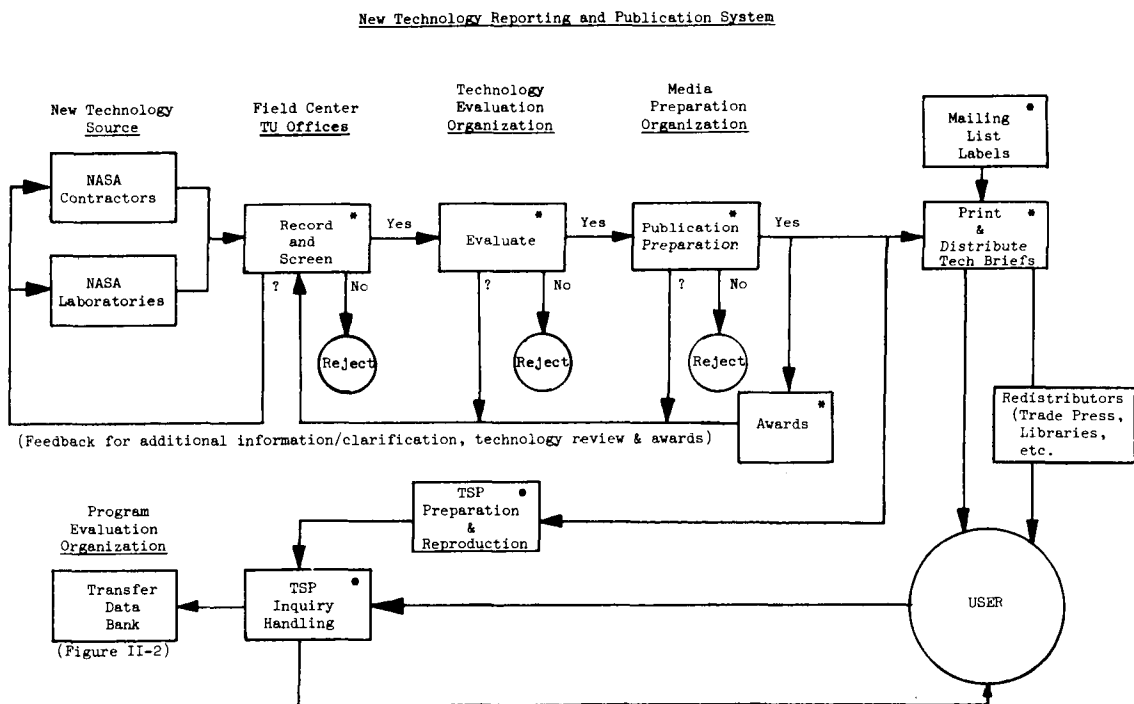 New Technology Reporting and Publication System
New Technology
Source
Field Center
TU Offices
Technology
Evaluation
Organization
Media
Preparation
Organization
Mailing *
List
Labels
NASA
Contractors
NASA
Laboratories
Record *
and
Screen
Yes
Evaluate *
Yes
Publication *
Preparation
Yes
Print *
&
Distribute
Tech Briefs
?
No
Reject
?
No
Reject
?
No
Reject
Awards *
Redistributors
(Trade Press,
Libraries,
etc.
(Feedback for additional information/clarification, technology review & awards)
TSP *
Preparation
&
Reproduction
Program
Evaluation
Organization
Transfer
Data
Bank
(Figure II-2)
TSP *
Inquiry
Handling
USER